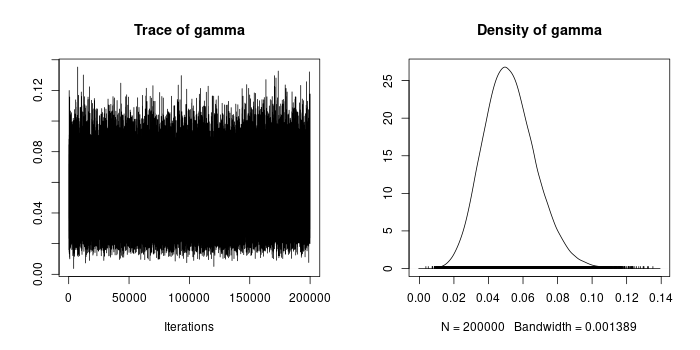 Trace of gamma
0.12
0.08
0.04
0.00
0 50000 100000 150000 200000
Iterations
Density of gamma
25
20
15
10
5
0
0.00 0.02 0.04 0.06 0.08 0.10 0.12 0.14
N = 200000 Bandwidth = 0.001389